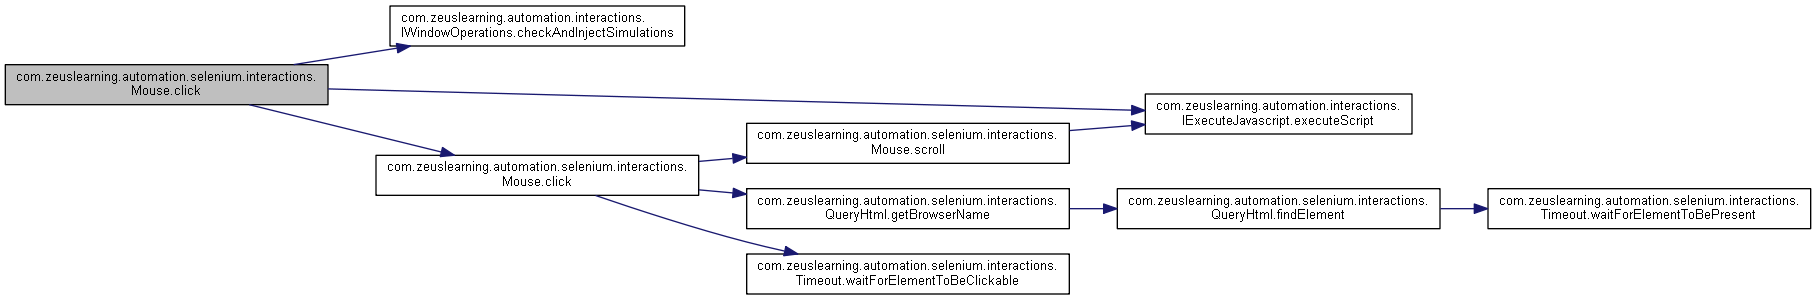 com.zeuslearning.automation.interactions.
IWindowOperations.checkAndInjectSimulations
com.zeuslearning.automation.selenium.interactions.
Mouse.click
com.zeuslearning.automation.interactions.
IExecuteJavascript.executeScript
com.zeuslearning.automation.selenium.interactions.
Mouse.scroll
com.zeuslearning.automation.selenium.interactions.
Mouse.click
com.zeuslearning.automation.selenium.interactions.
QueryHtml.getBrowserName
com.zeuslearning.automation.selenium.interactions.
QueryHtml.findElement
com.zeuslearning.automation.selenium.interactions.
Timeout.waitForElementToBePresent
com.zeuslearning.automation.selenium.interactions.
Timeout.waitForElementToBeClickable